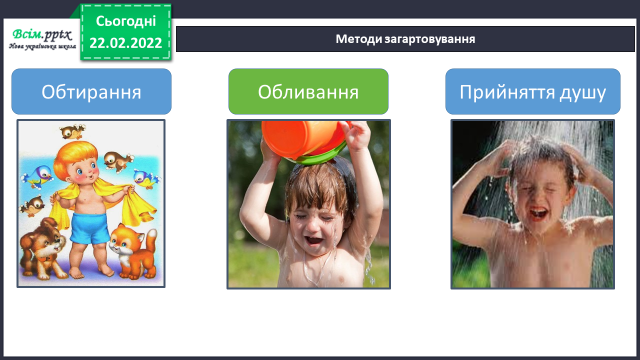 Всім.pptx
Нова українська школа
Сьогодні
22.02.2022
Методи загартовування
Обтирання
Обливання
Прийняття душу